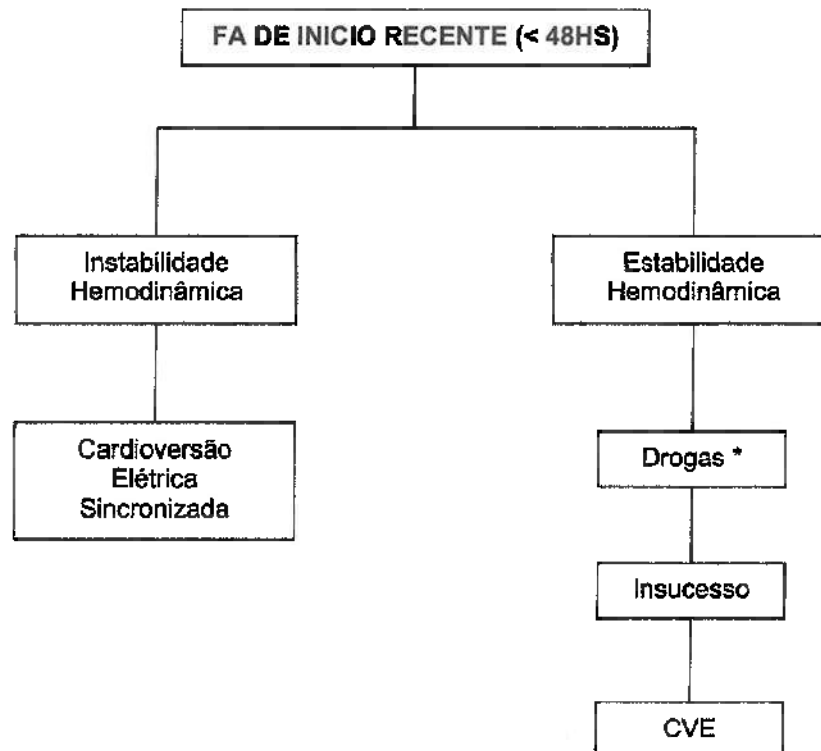 FA DE INICIO RECENTE (< 48HS)
Instabilidade
Hemodinâmica
Estabilidade
Hemodinâmica
Cardioversão
Elétrica
Sincronizada
Drogas *
Insucesso
CVE